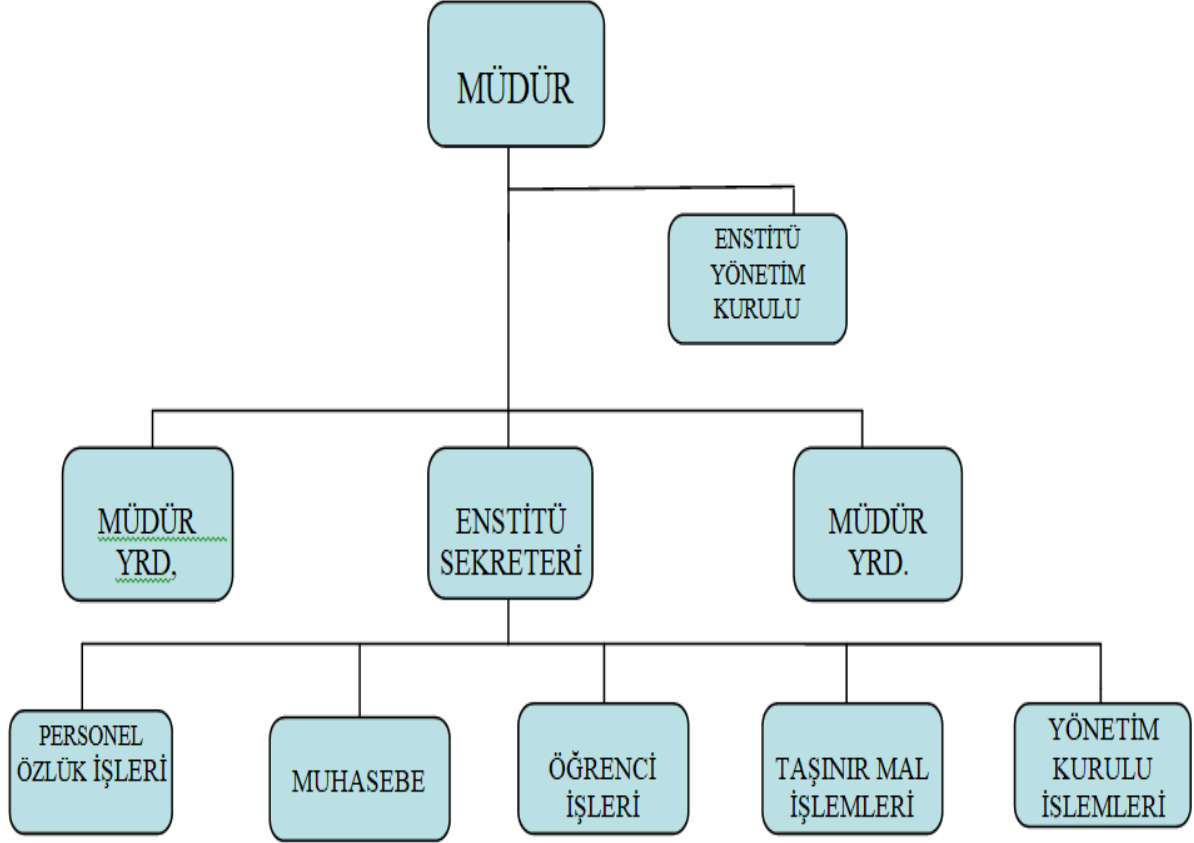 MÜDÜR
ENSTİTÜ
YÖNETİM
KURULU
MÜDÜR
YRD,
ENSTİTÜ
SEKRETERİ
MÜDÜR
YRD.
PERSONEL
ÖZLÜK İŞLERİ
MUHASEBE
ÖĞRENCİ
İŞLERİ
TAŞINIR MAL
İŞLEMLERİ
YÖNETİM
KURULU
İSLEMLERİ